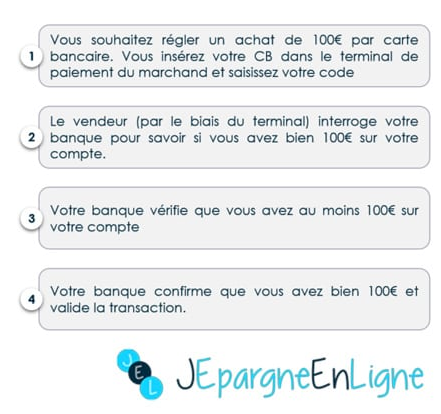 Vous souhaitez régler un achat de 100€ par carte
1 bancaire. Vous insérez votre CB dans le terminal de
paiement du marchand et saisissez votre code
Le vendeur (par le biais du terminal) interroge votre
2 banque pour savoir si vous avez bien 100€ sur votre
compte.
3 Votre banque vérifie que vous avez au moins 100€ sur
votre compte
4 Votre banque confirme que vous avez bien 100€ et
valide la transaction.
JEL JEpargneEnLigne